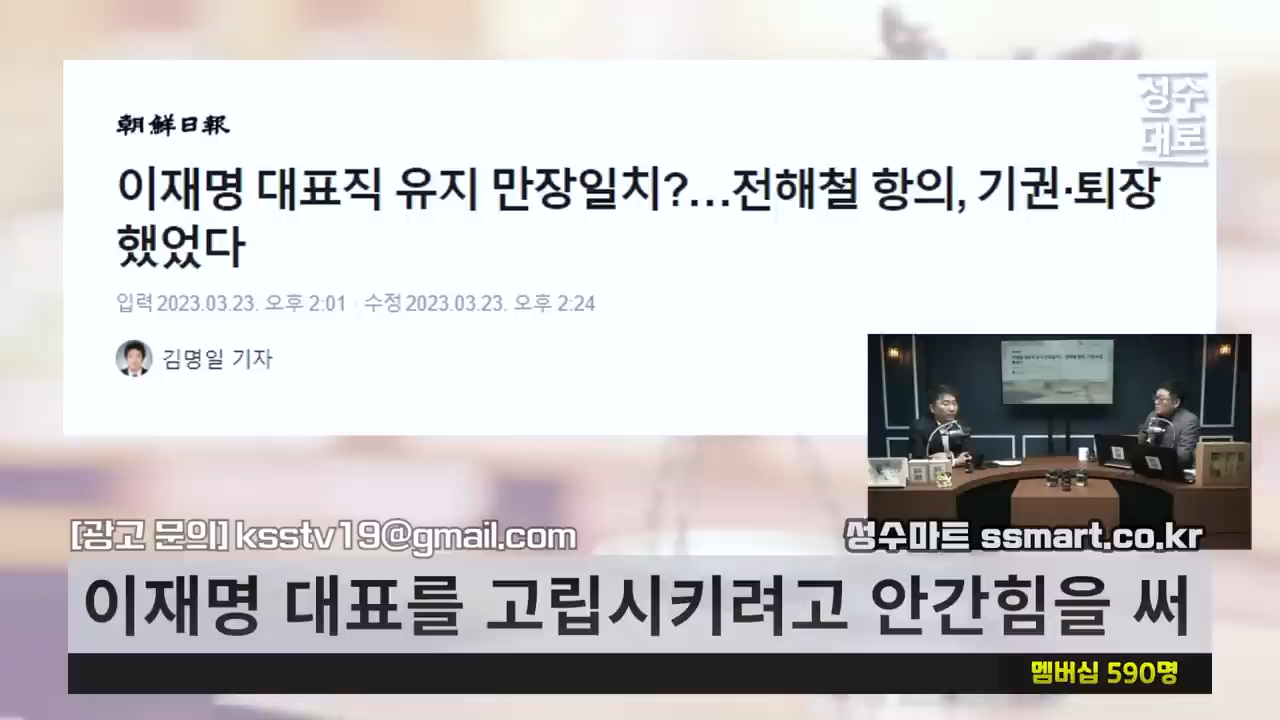 朝鮮日報
성수
대로
이재명 대표직 유지 만장일치?…전해철 항의, 기권·퇴장
했었다
입력 2023.03.23. 오후 2:01 · 수정 2023.03.23. 오후 2:24
김명일 기자
[광고 문의] ksstv19@gmail.com
성수마트 ssmart.co.kr
이재명 대표를 고립시키려고 안간힘을 써
멤버십 590명